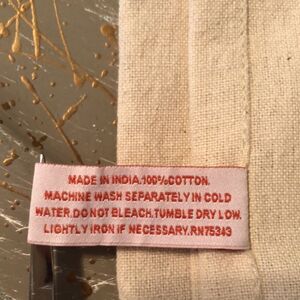 MADE IN INDIA.100%COTTON.
MACHINE WASH SEPARATELY IN COLD
WATER.DO NOT BLEACH.TUMBLE DRY LOW.
LIGHTLY IRON IF NECESSARY.RN75343